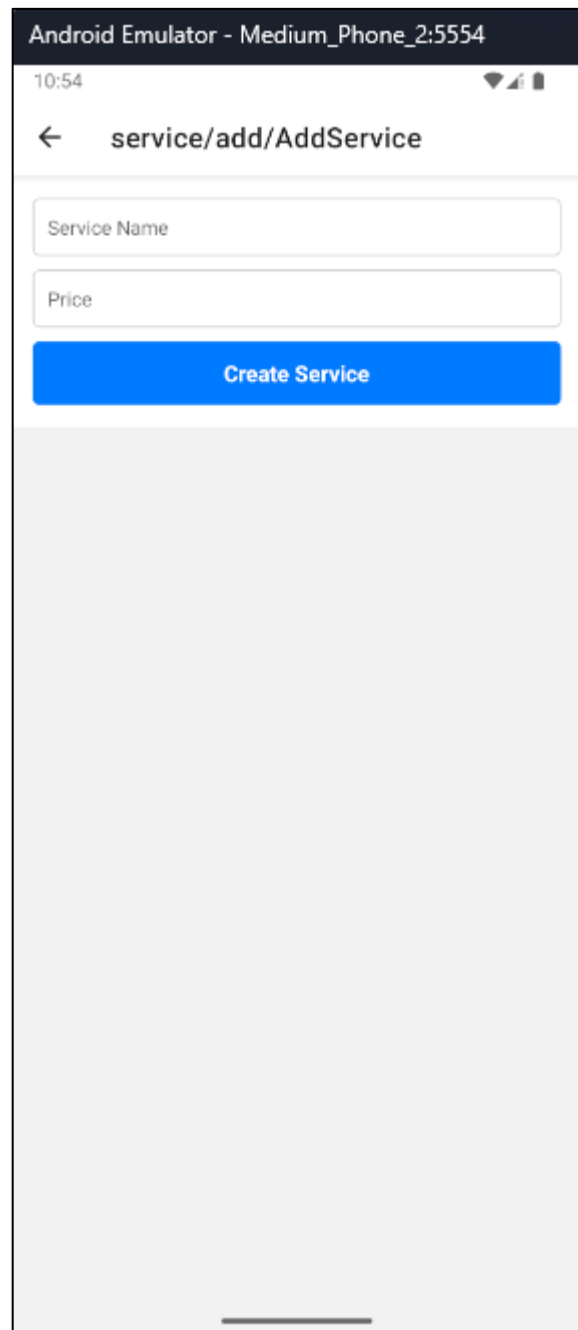 Android Emulator - Medium_Phone_2:5554
10:54
service/add/AddService
Service Name
Price
Create Service